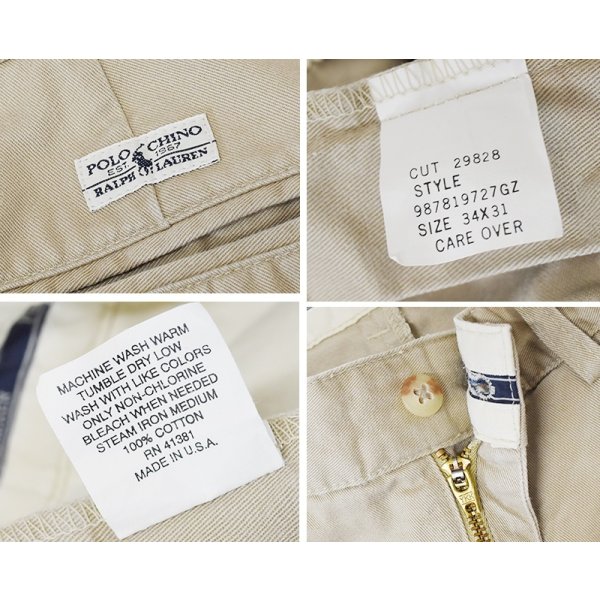 POLO CHINO
EST. 1967
RALPH LAUREN
CUT 29828
STYLE
987819727GZ
SIZE 34X31
CARE OVER
MACHINE WASH WARM
TUMBLE DRY LOW
WASH WITH LIKE COLORS
ONLY NON-CHLORINE
BLEACH WHEN NEEDED
STEAM IRON MEDIUM
100% COTTON
RN 41381
MADE IN U.S.A.